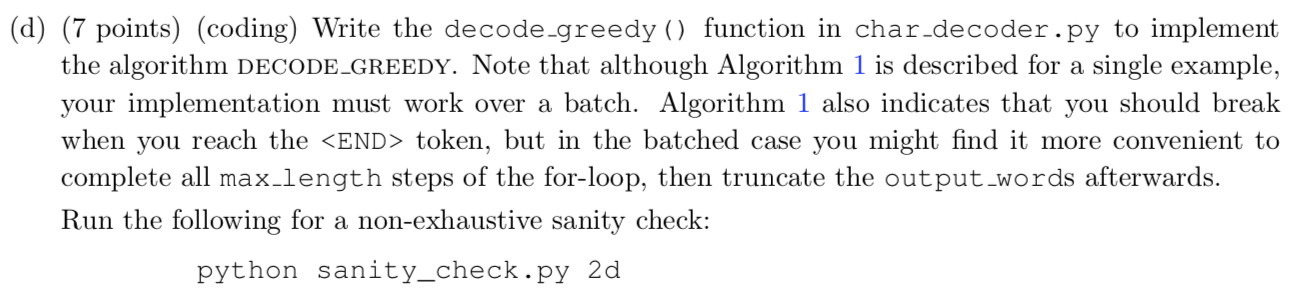 (d) (7 points) (coding) Write the decode_greedy() function in char_decoder.py to implement
the algorithm DECODE_GREEDY. Note that although Algorithm 1 is described for a single example,
your implementation must work over a batch. Algorithm 1 also indicates that you should break
when you reach the <END> token, but in the batched case you might find it more convenient to
complete all max_length steps of the for-loop, then truncate the output_words afterwards.
Run the following for a non-exhaustive sanity check:
python sanity_check.py 2d